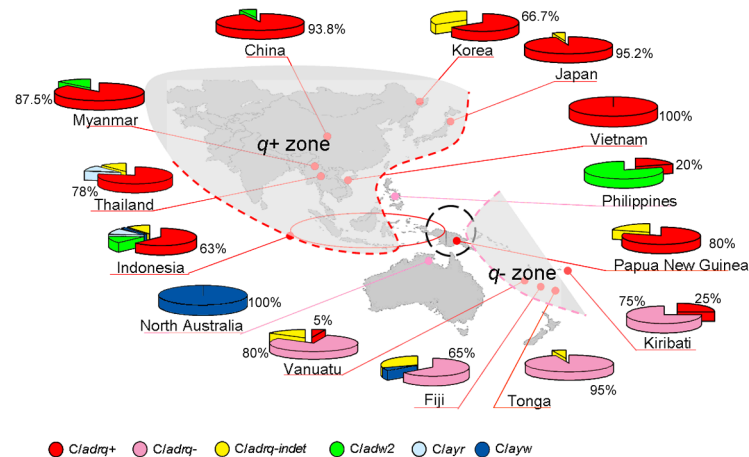 China
93.8%
Korea
66.7%
Japan
95.2%
Myanmar
87.5%
q+ zone
Vietnam
100%
Thailand
78%
Philippines
20%
Indonesia
63%
Papua New Guinea
80%
North Australia
100%
q- zone
Vanuatu
80%
5%
Fiji
65%
Tonga
95%
Kiribati
75%
25%
C/adrq+ C/adrq- C/adrq-indet C/adw2 C/ayr C/ayw